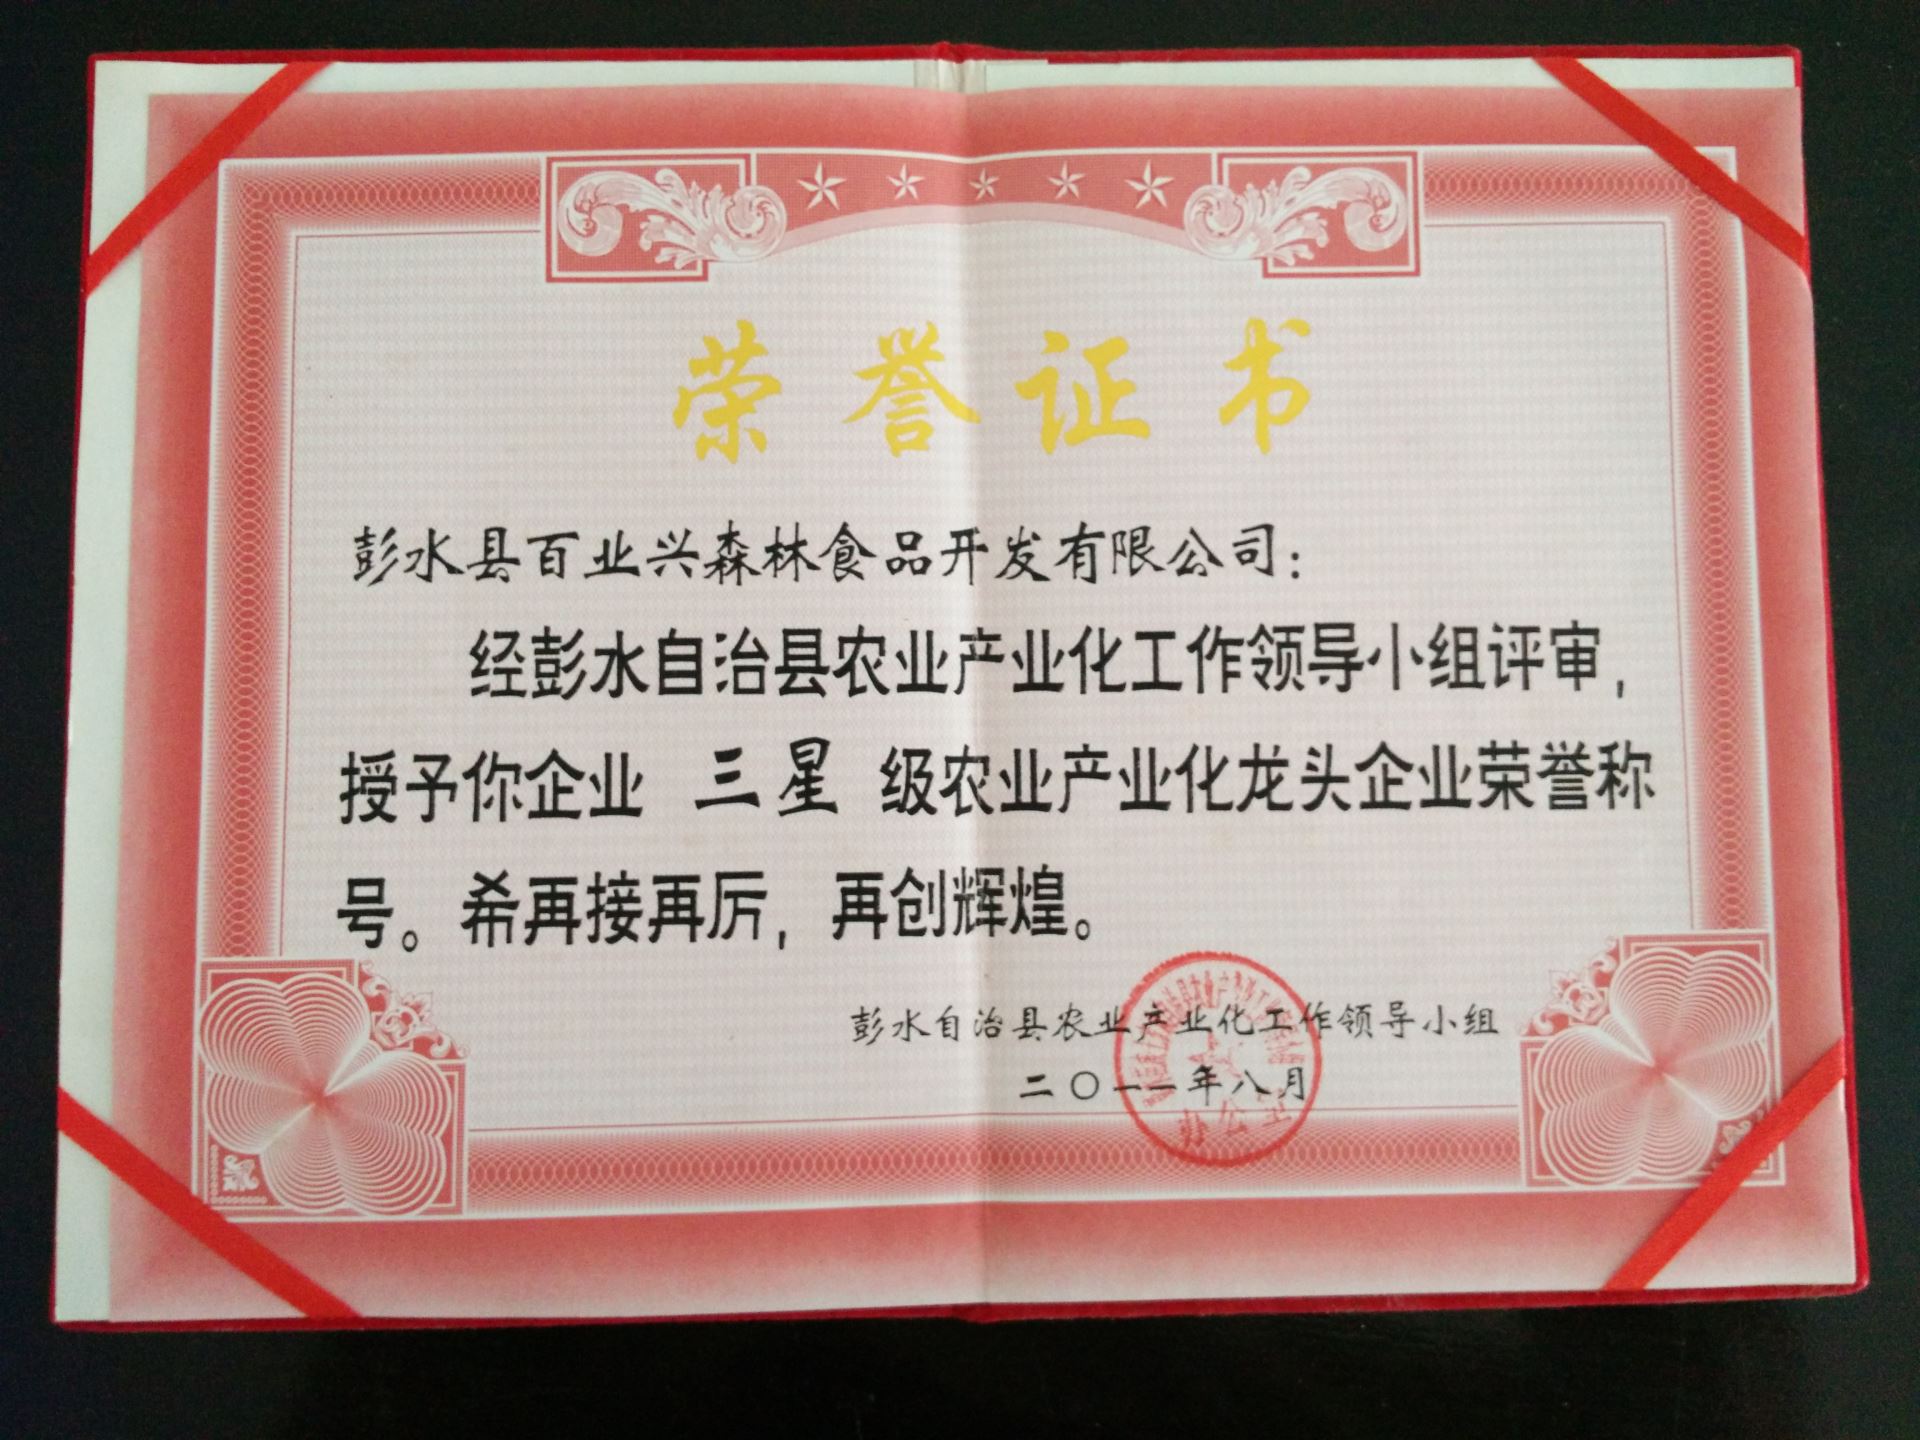 荣誉证书
彭水县百业兴森林食品开发有限公司：
经彭水自治县农业产业化工作领导小组评审，
授予你企业 三星 级农业产业化龙头企业荣誉称
号。希再接再厉，再创辉煌。
彭水自治县农业产业化工作领导小组
二〇一一年八月
办公室